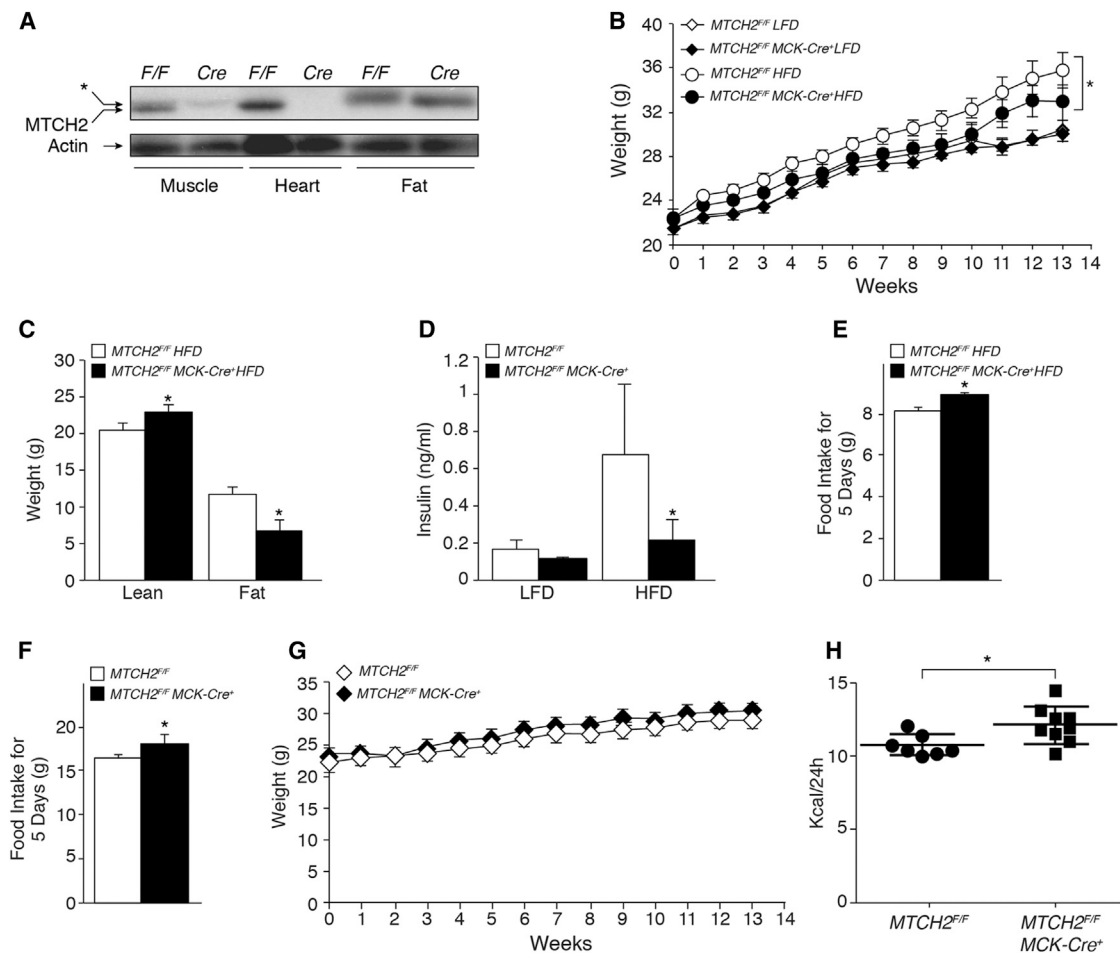 A
F/F Cre F/F Cre F/F Cre
*
MTCH2
Actin
Muscle Heart Fat
B
MTCH2F/F LFD
MTCH2F/F MCK-Cre+LFD
MTCH2F/F HFD
MTCH2F/F MCK-Cre+HFD
*
Weight (g)
40
36
32
28
24
20
0 1 2 3 4 5 6 7 8 9 10 11 12 13 14
Weeks
C
MTCH2F/F HFD
MTCH2F/F MCK-Cre+HFD
Weight (g)
30
25
20
15
10
5
0
*
*
Lean Fat
D
MTCH2F/F
MTCH2F/F MCK-Cre+
Insulin (ng/ml)
1.2
1
0.8
0.6
0.4
0.2
0
*
LFD HFD
E
MTCH2F/F HFD
MTCH2F/F MCK-Cre+HFD
Food Intake for
5 Days (g)
8
6
4
2
0
*
F
MTCH2F/F
MTCH2F/F MCK-Cre+
Food Intake for
5 Days (g)
20
15
10
5
0
*
G
MTCH2F/F
MTCH2F/F MCK-Cre+
Weight (g)
35
30
25
20
15
10
5
0
0 1 2 3 4 5 6 7 8 9 10 11 12 13 14
Weeks
H
*
Kcal/24h
15
10
5
0
MTCH2F/F
MTCH2F/F
MCK-Cre+